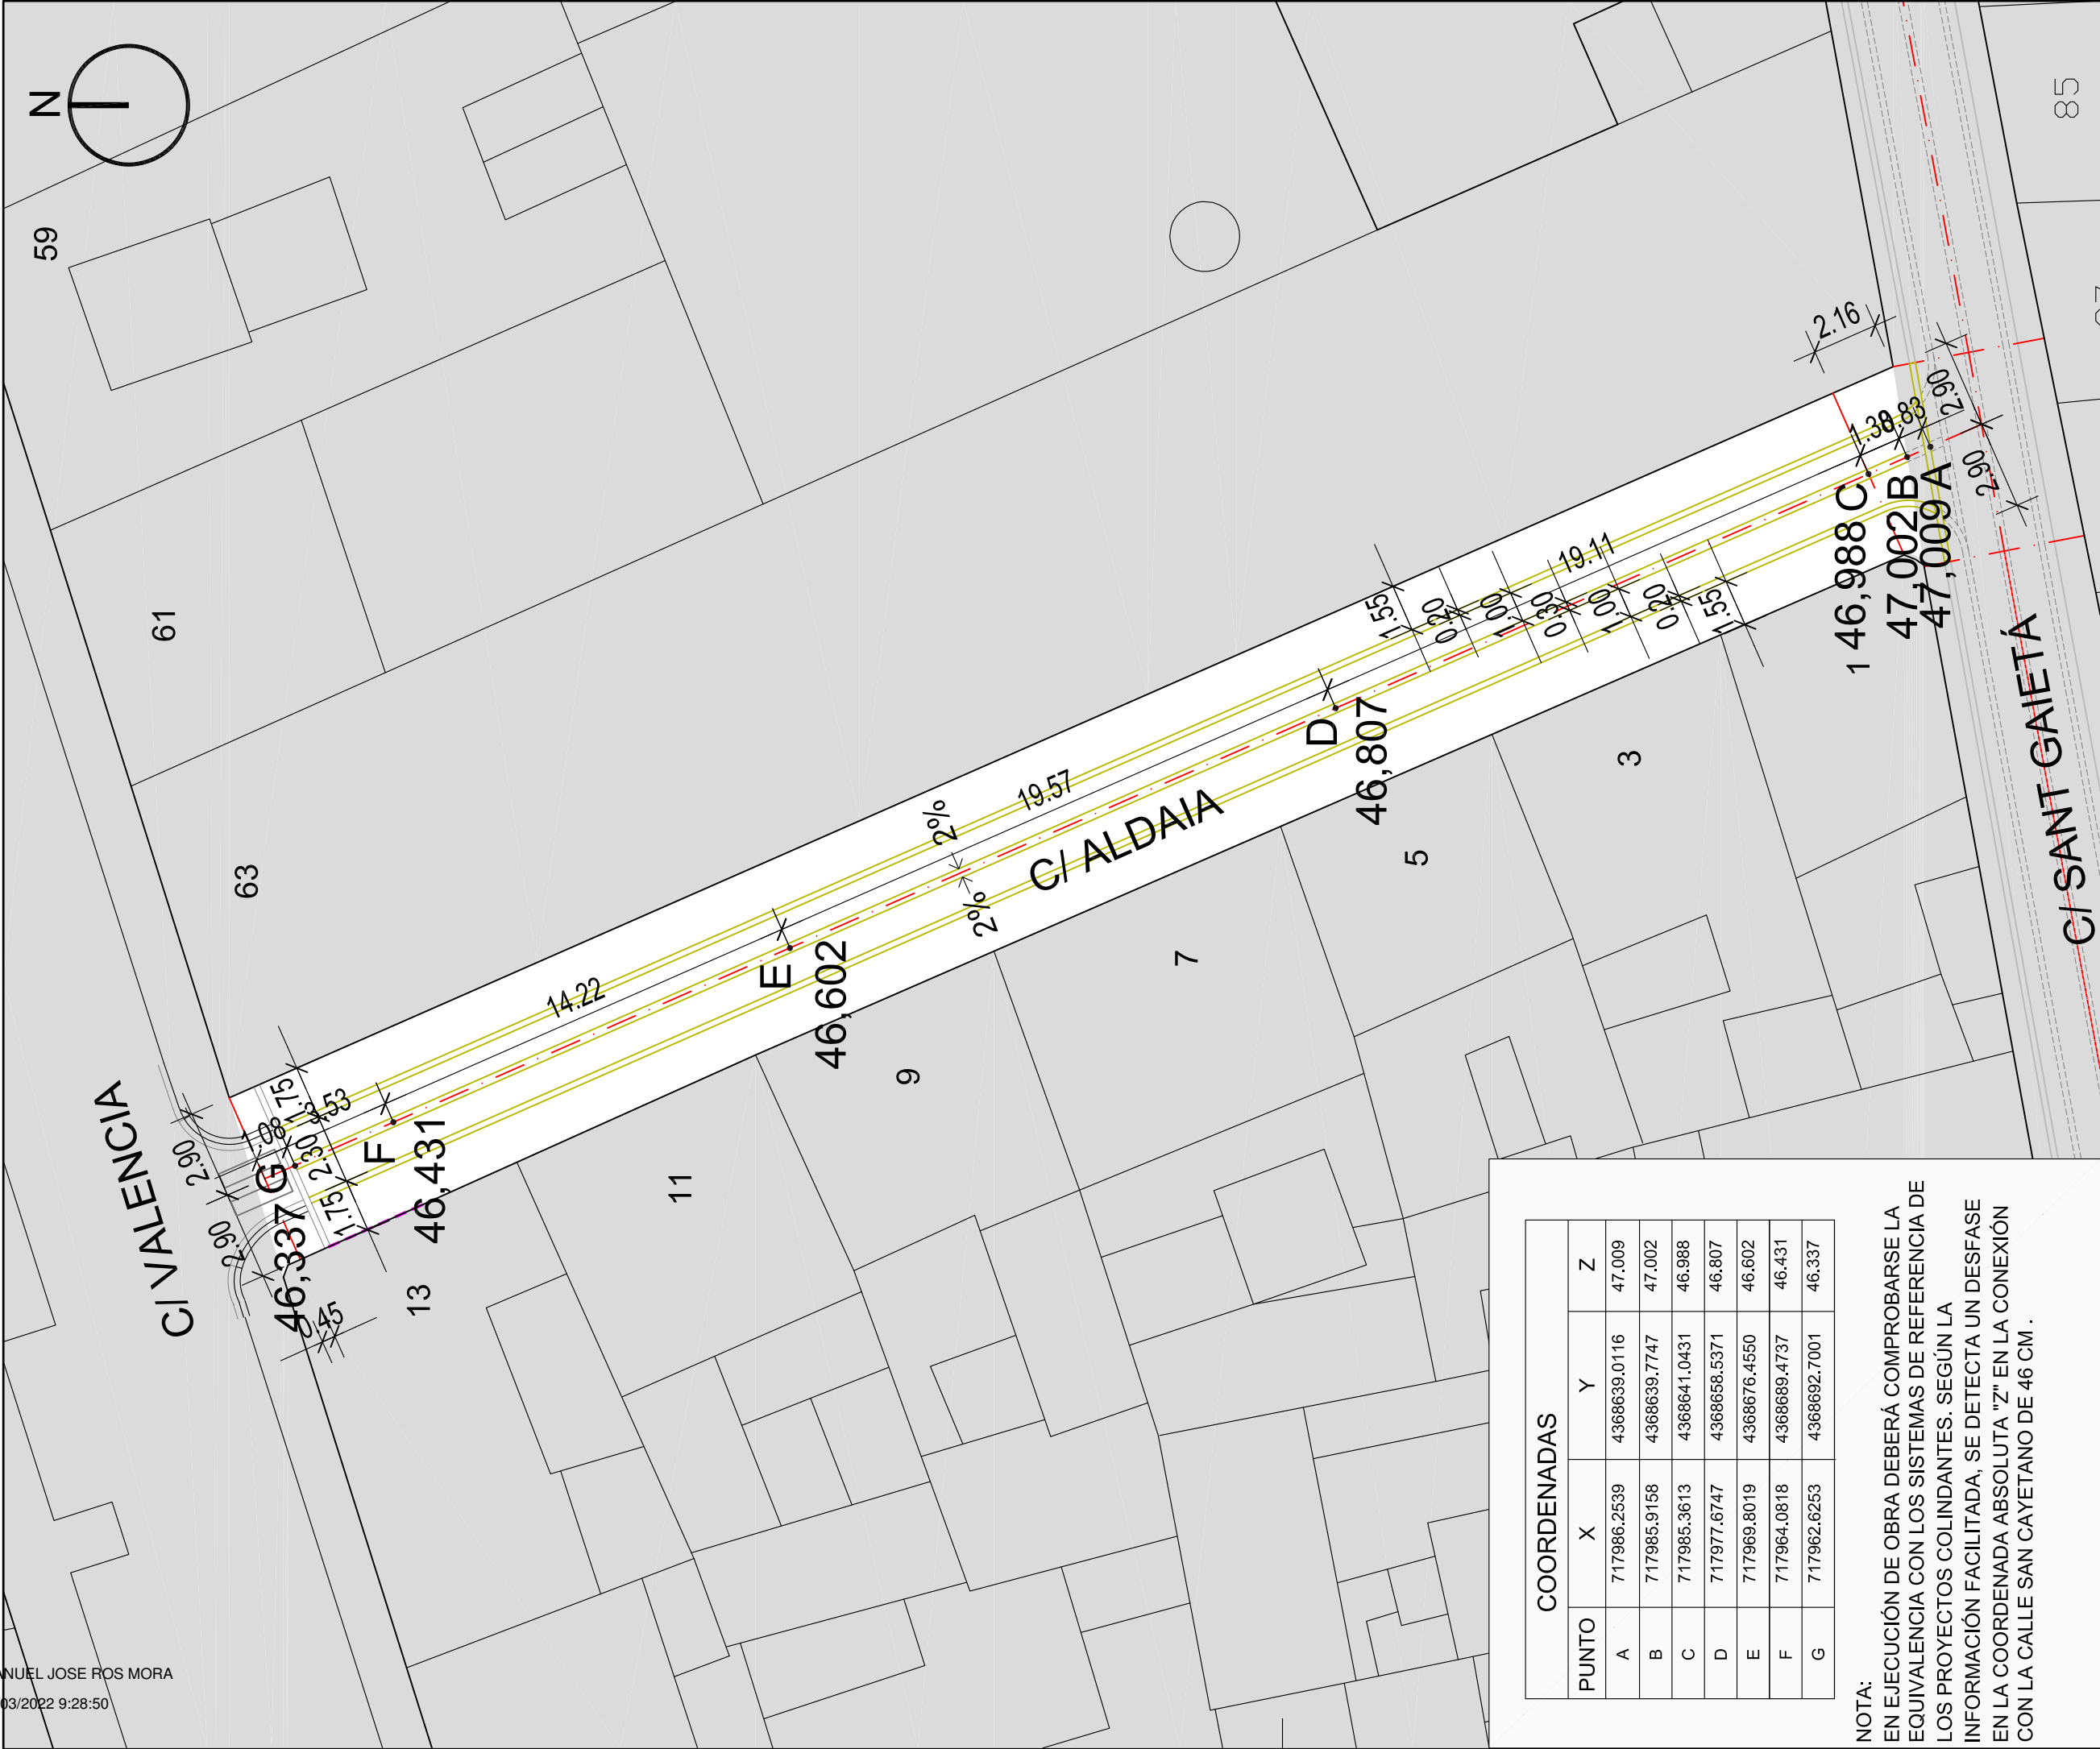 N
59
61
63
C/ VALENCIA
2.90
2.90
1.75
1.08
3.53
2.30
1.75
0.45
G
46,337
F
46,431
14.22
E
46,602
2%
2%
19.57
C/ ALDAIA
D
46,807
1.55
0.20
1.00
0.30
1.00
0.20
1.55
19.11
2.16
1.38
0.83
2.90
2.90
46,988 C
47,002 B
47,009 A
C/ SANT GAIETÁ
85
1
3
5
7
9
11
13
COORDENADAS
PUNTO X Y Z
A 717986.2539 4368639.0116 47.009
B 717985.9158 4368639.7747 47.002
C 717985.3613 4368641.0431 46.988
D 717977.6747 4368658.5371 46.807
E 717969.8019 4368676.4550 46.602
F 717964.0818 4368689.4737 46.431
G 717962.6253 4368692.7001 46.337
NOTA:
EN EJECUCIÓN DE OBRA DEBERÁ COMPROBARSE LA
EQUIVALENCIA CON LOS SISTEMAS DE REFERENCIA DE
LOS PROYECTOS COLINDANTES. SEGÚN LA
INFORMACIÓN FACILITADA, SE DETECTA UN DESFASE
EN LA COORDENADA ABSOLUTA "Z" EN LA CONEXIÓN
CON LA CALLE SAN CAYETANO DE 46 CM .
NUEL JOSE ROS MORA
03/2022 9:28:50